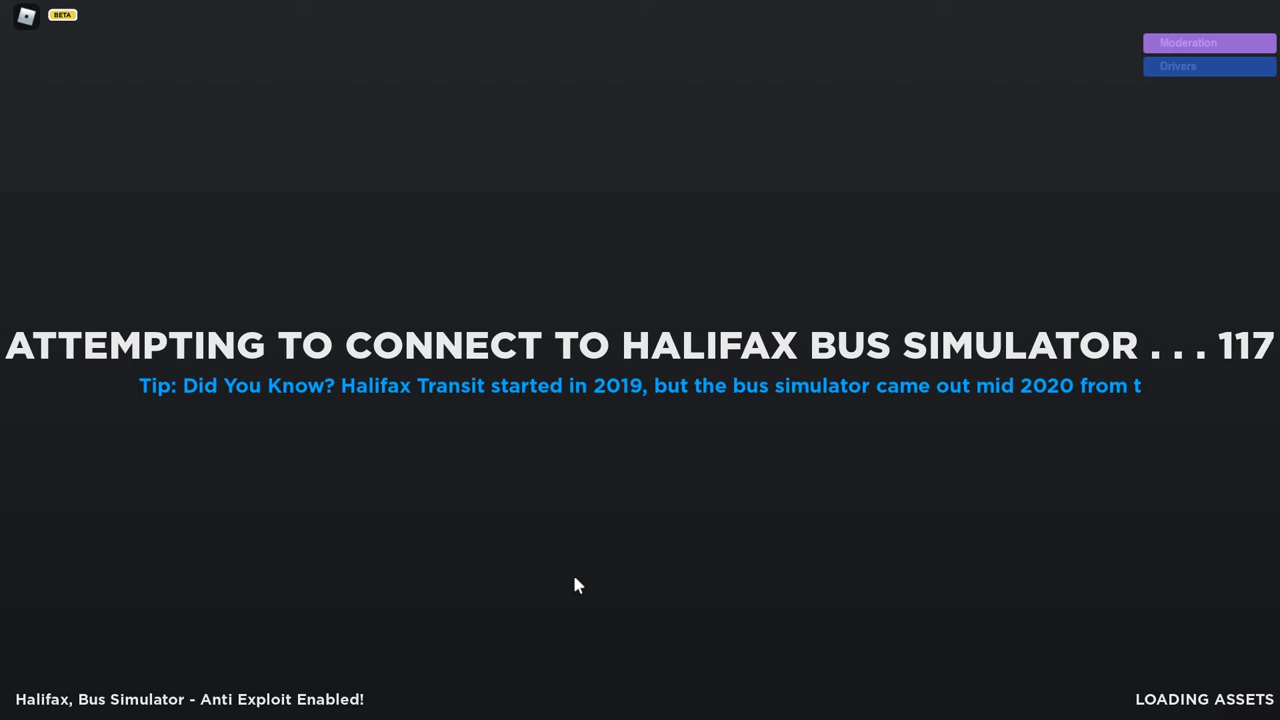 BETA
Moderation
Drivers
ATTEMPTING TO CONNECT TO HALIFAX BUS SIMULATOR . . . 117
Tip: Did You Know? Halifax Transit started in 2019, but the bus simulator came out mid 2020 from t
Halifax, Bus Simulator - Anti Exploit Enabled!
LOADING ASSETS